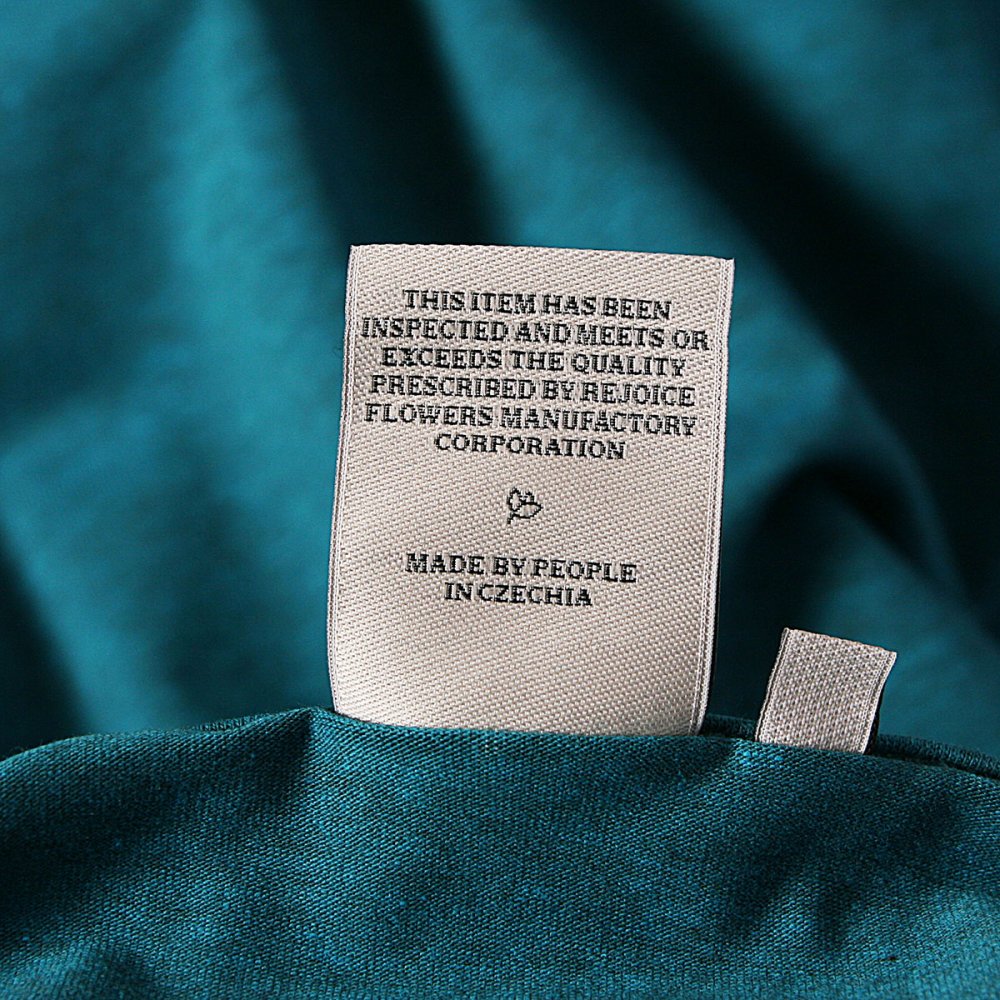 THIS ITEM HAS BEEN
INSPECTED AND MEETS OR
EXCEEDS THE QUALITY
PRESCRIBED BY REJOICE
FLOWERS MANUFACTORY
CORPORATION
MADE BY PEOPLE
IN CZECHIA